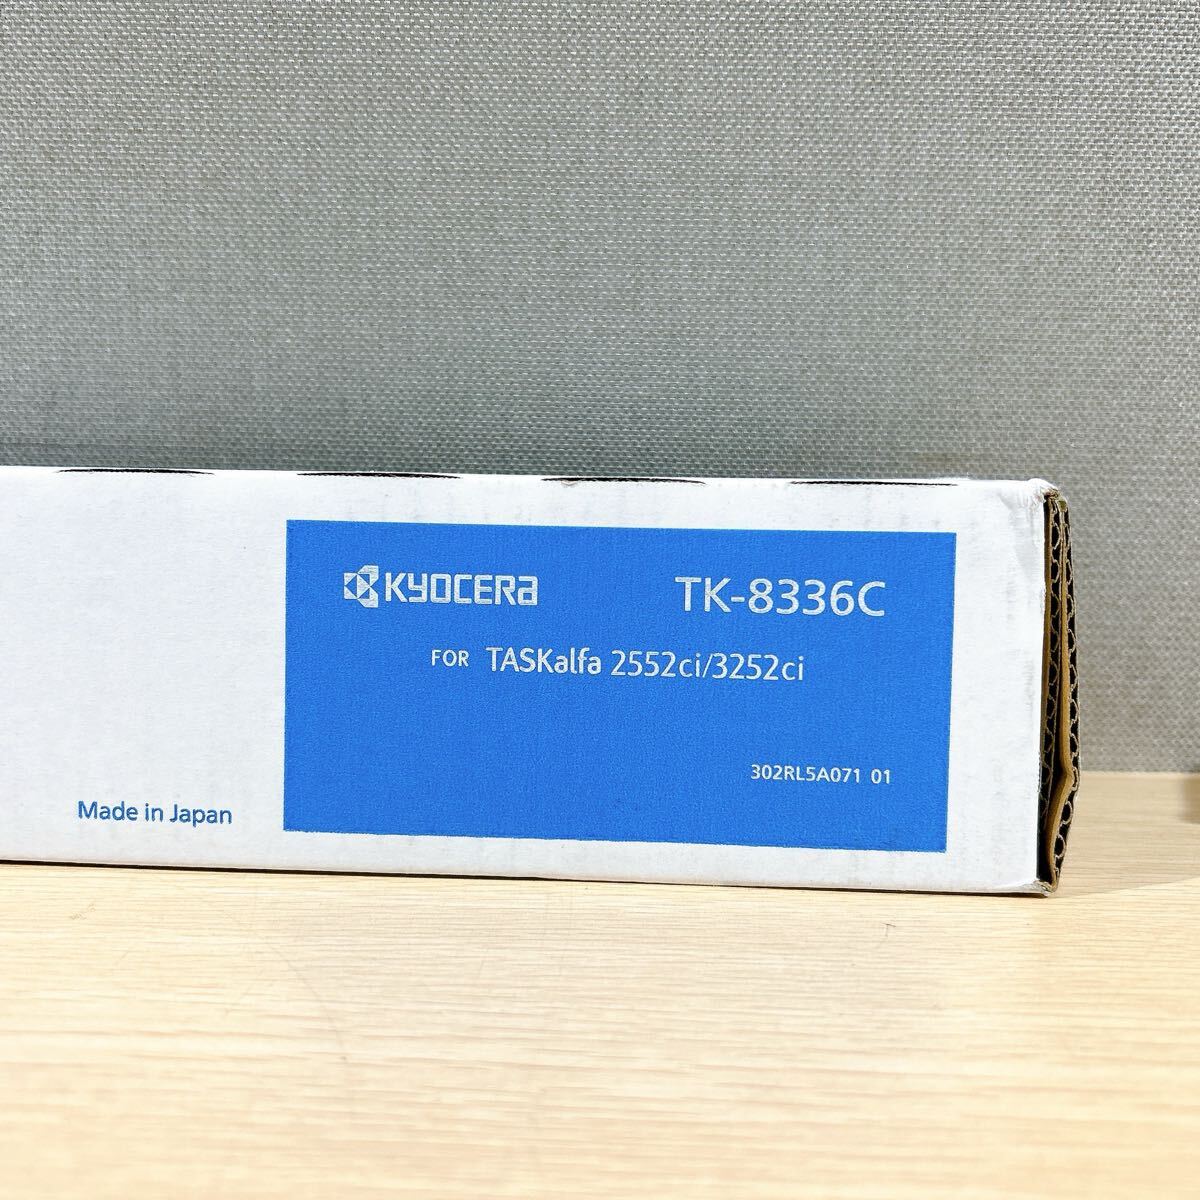 KYOCERA TK-8336C
FOR TASKalfa 2552ci/3252ci
302RL5A071 01
Made in Japan